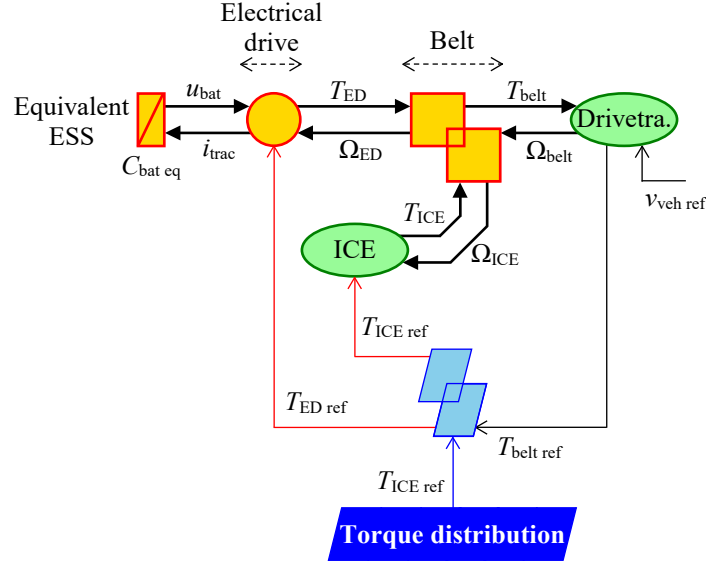 Electrical
drive
Belt
Equivalent
ESS
u_bat
T_ED
T_belt
Drivetra.
i_trac
Ω_ED
Ω_belt
C_bat eq
v_veh ref
T_ICE
ICE
Ω_ICE
T_ICE ref
T_ED ref
T_belt ref
T_ICE ref
Torque distribution